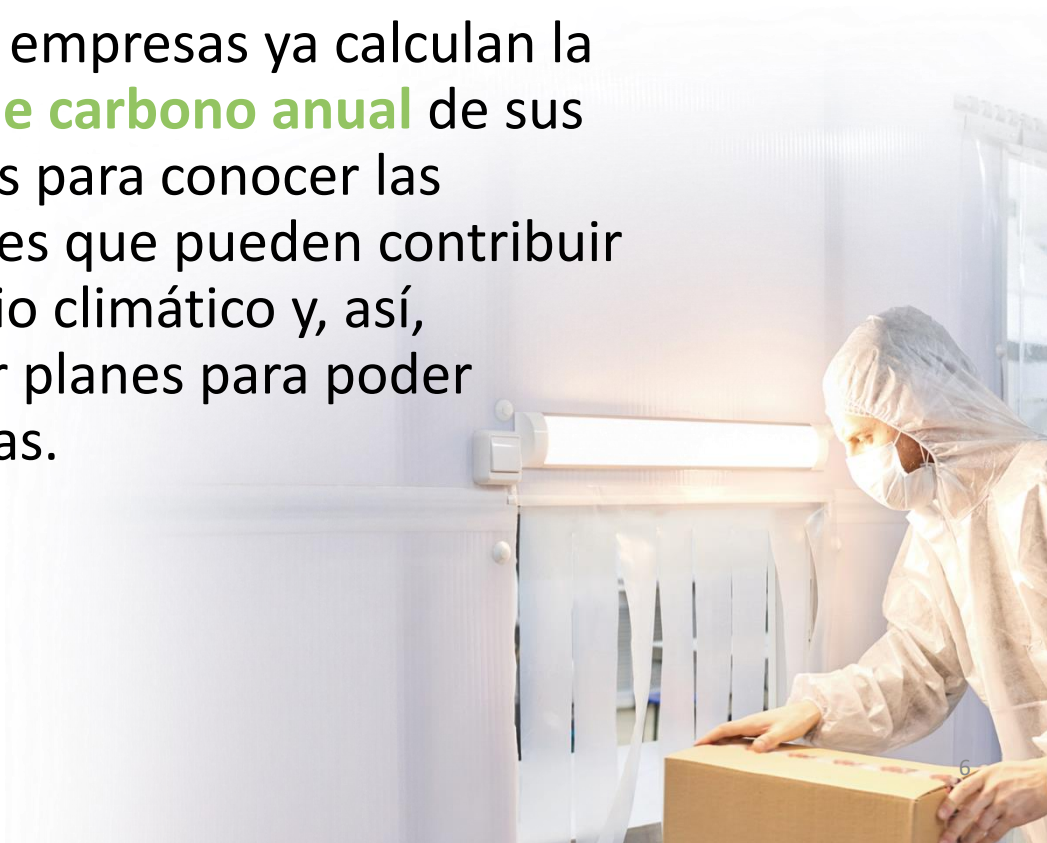 empresas ya calculan la
e carbono anual de sus
s para conocer las
es que pueden contribuir
io climático y, así,
r planes para poder
as.
6